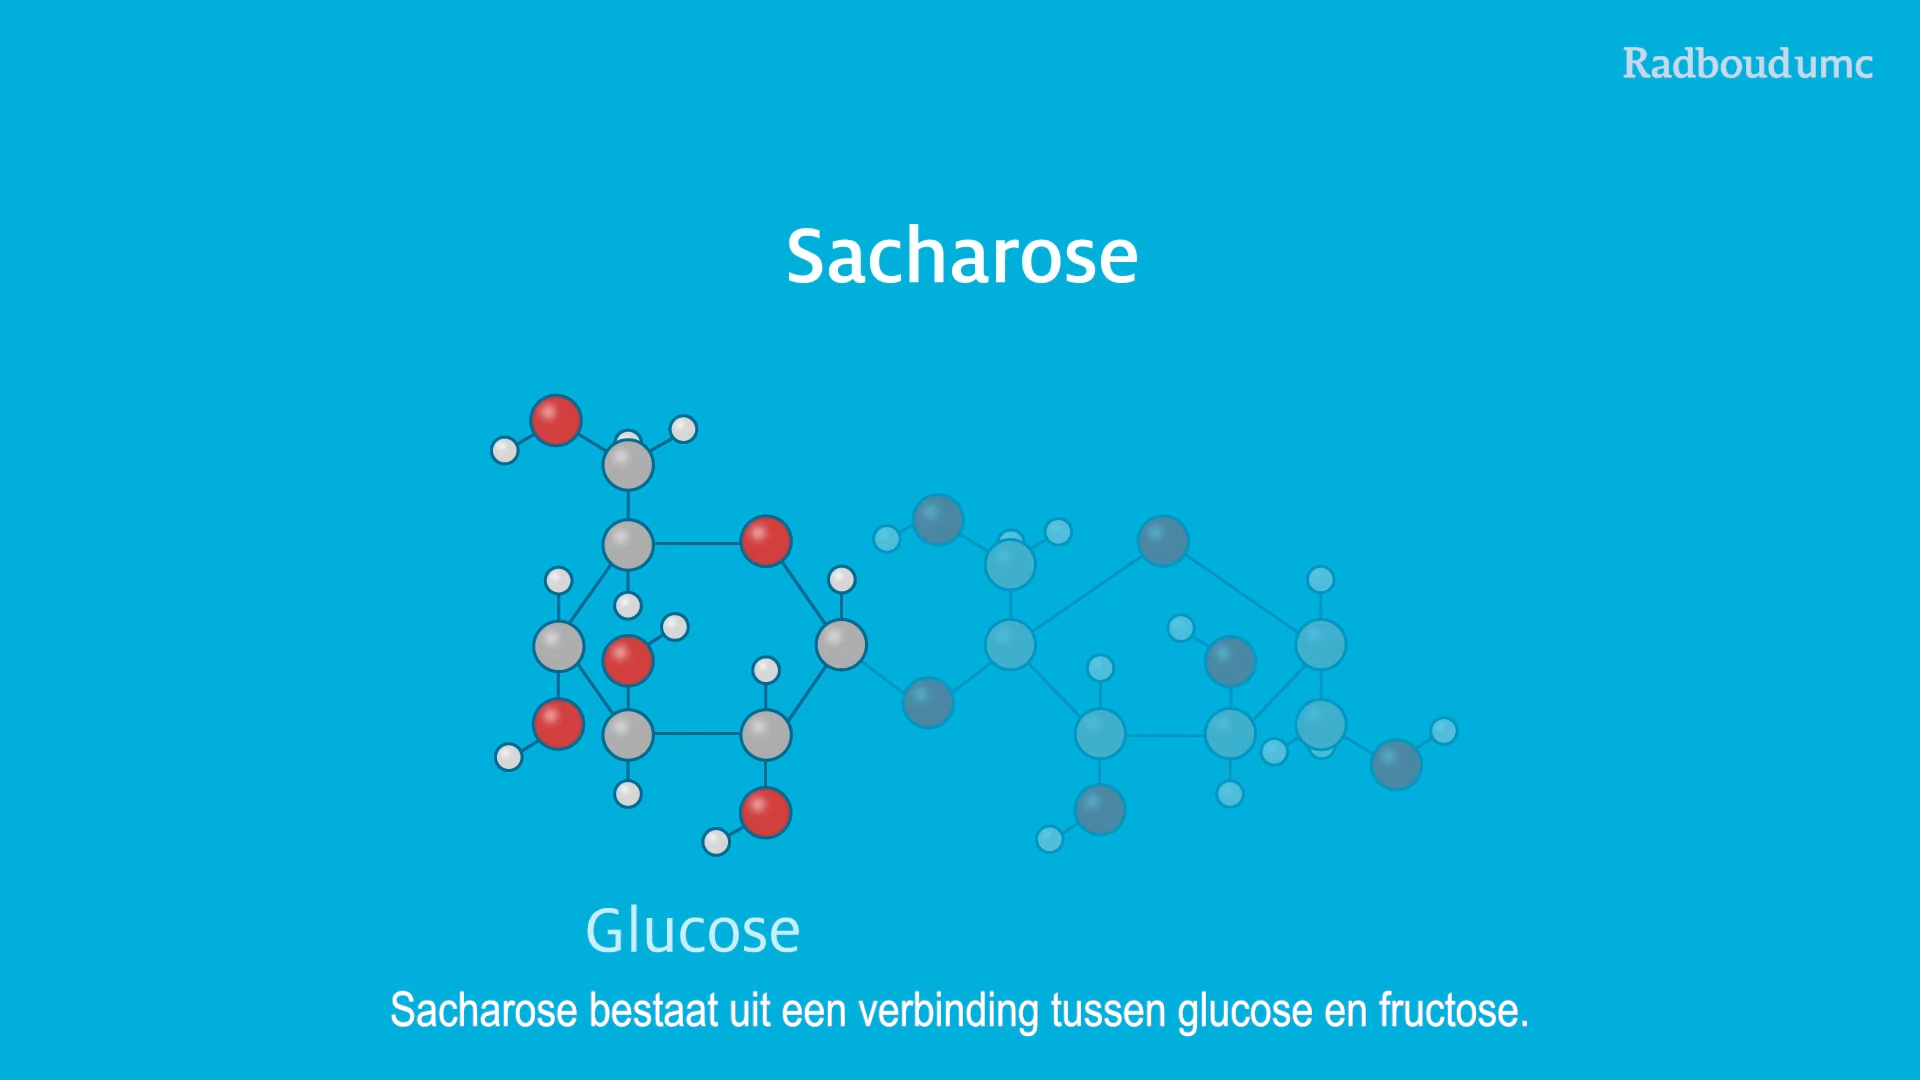 Radboudumc
Sacharose
Glucose
Sacharose bestaat uit een verbinding tussen glucose en fructose.